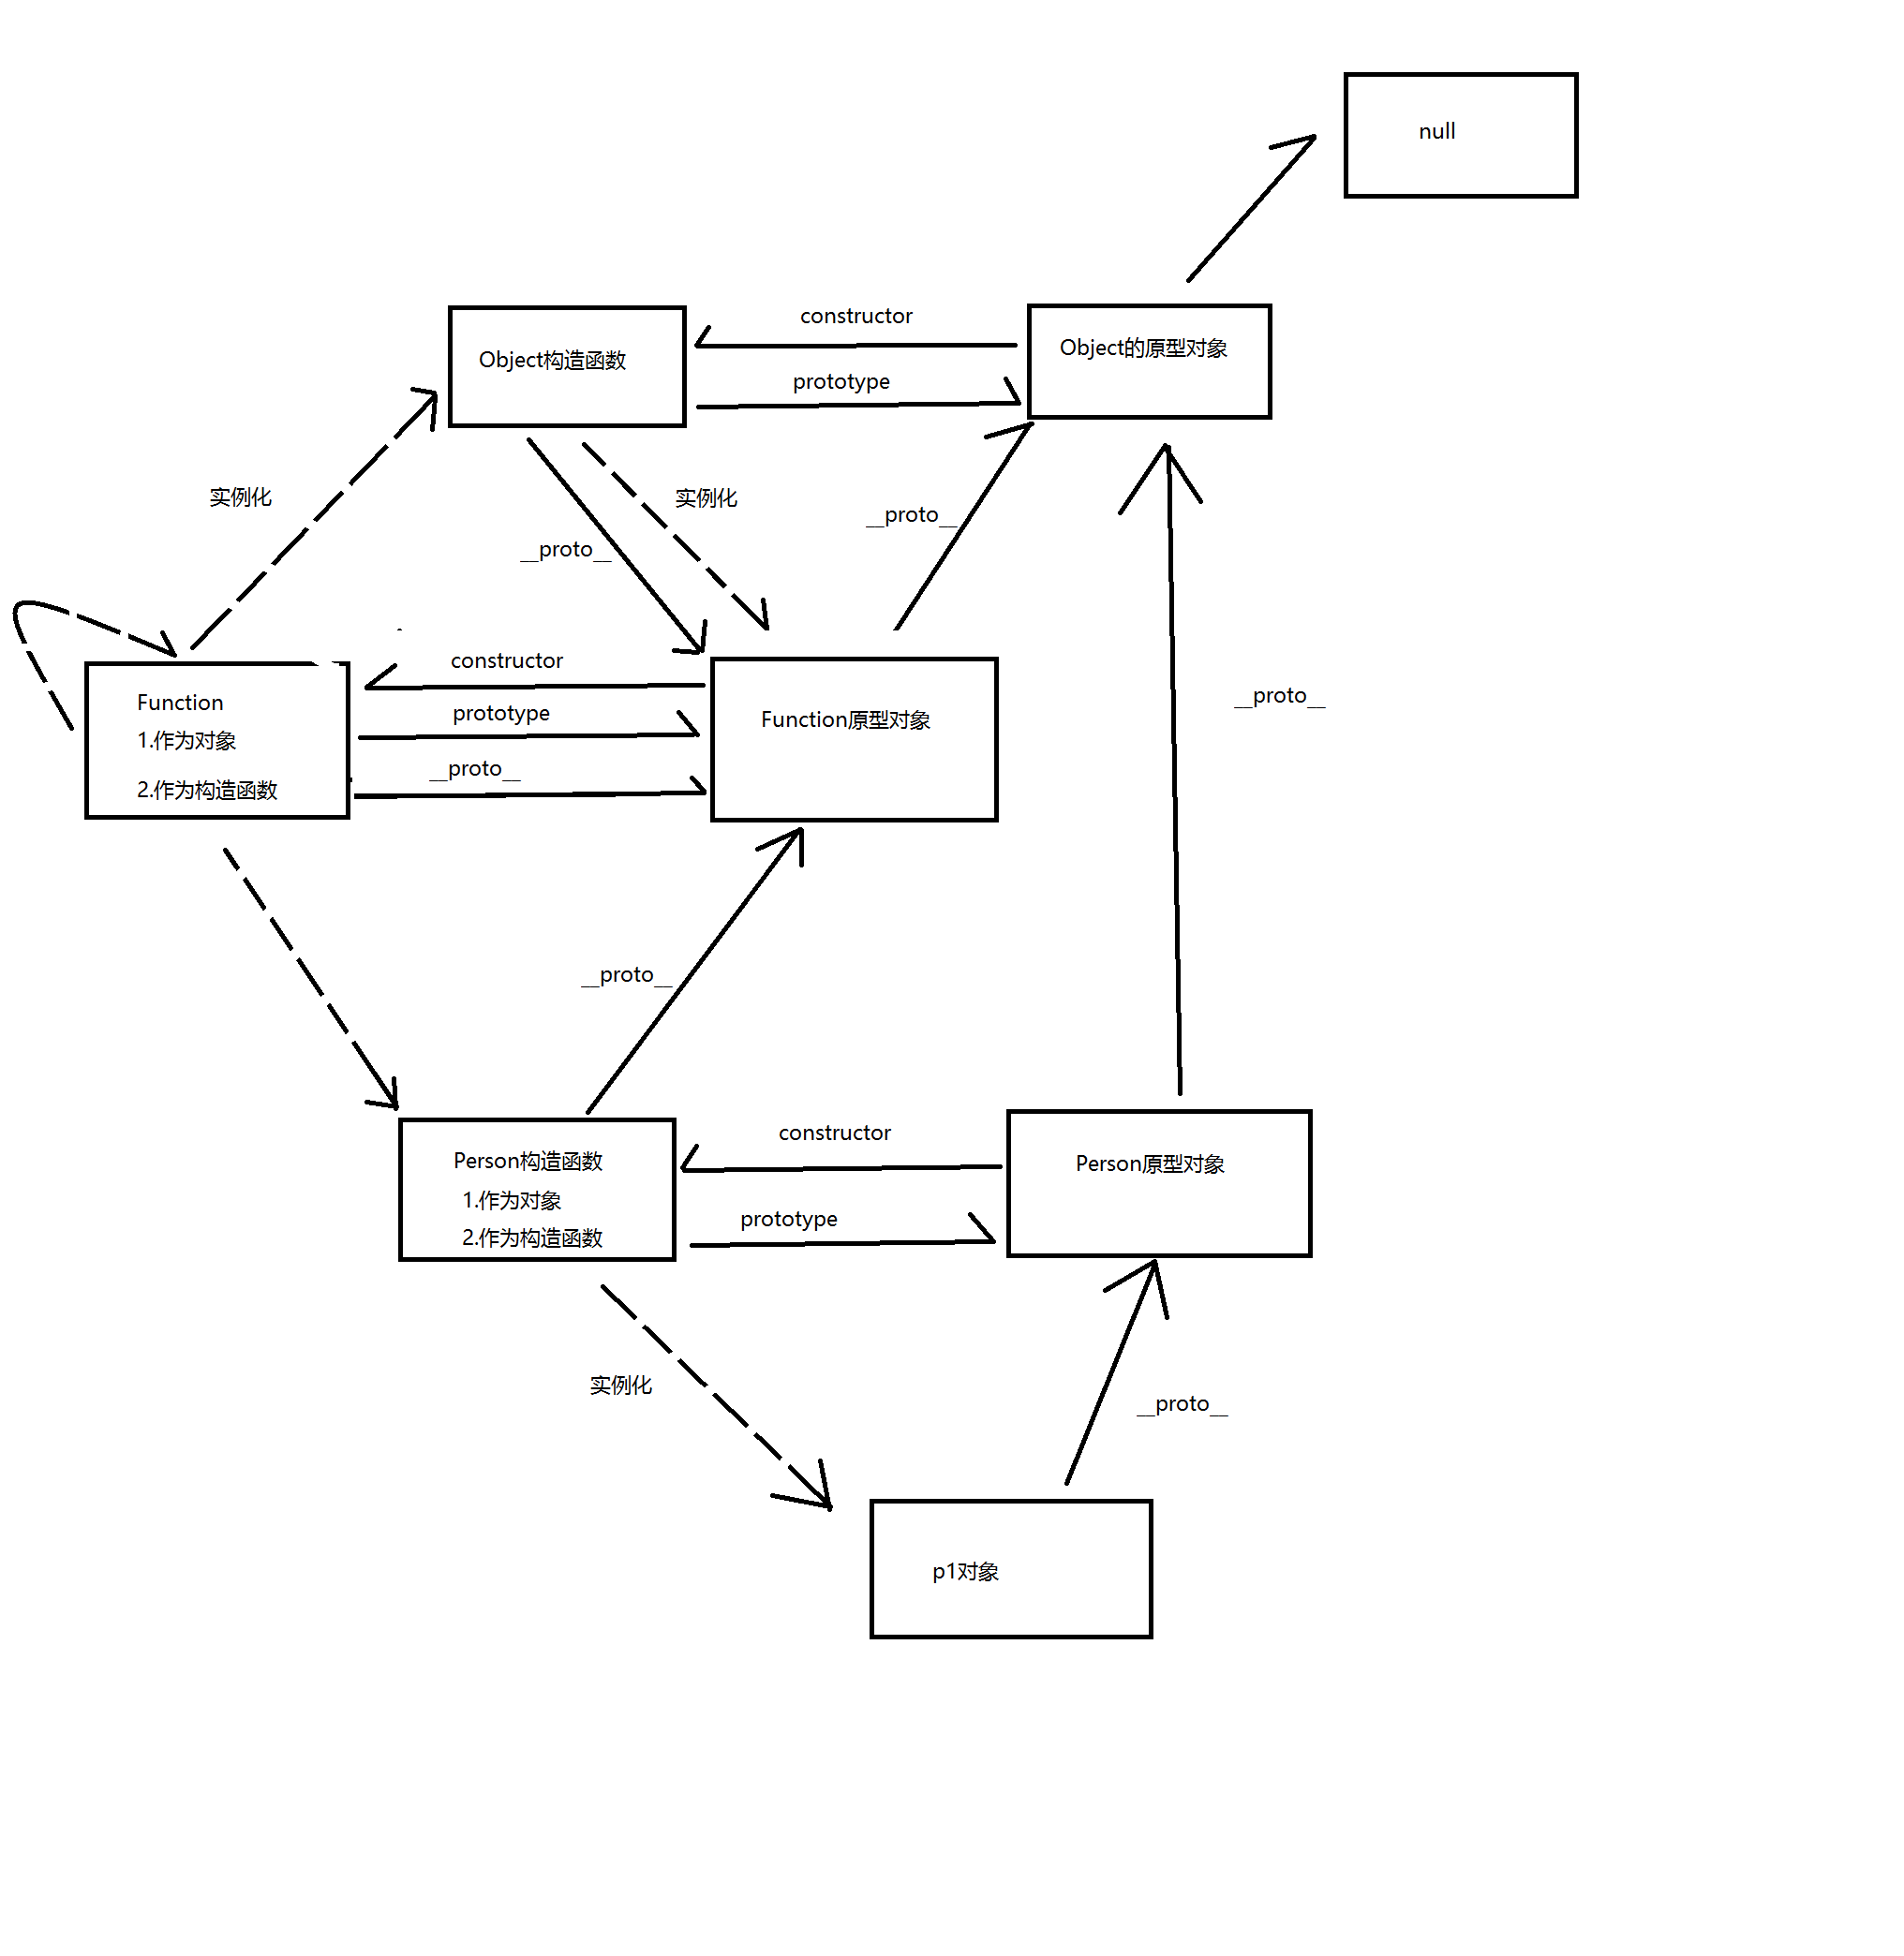 null
constructor
Object构造函数
Object的原型对象
prototype
实例化
实例化
__proto__
__proto__
constructor
Function
1.作为对象
2.作为构造函数
prototype
__proto__
Function原型对象
__proto__
__proto__
constructor
Person构造函数
1.作为对象
2.作为构造函数
Person原型对象
prototype
实例化
__proto__
p1对象